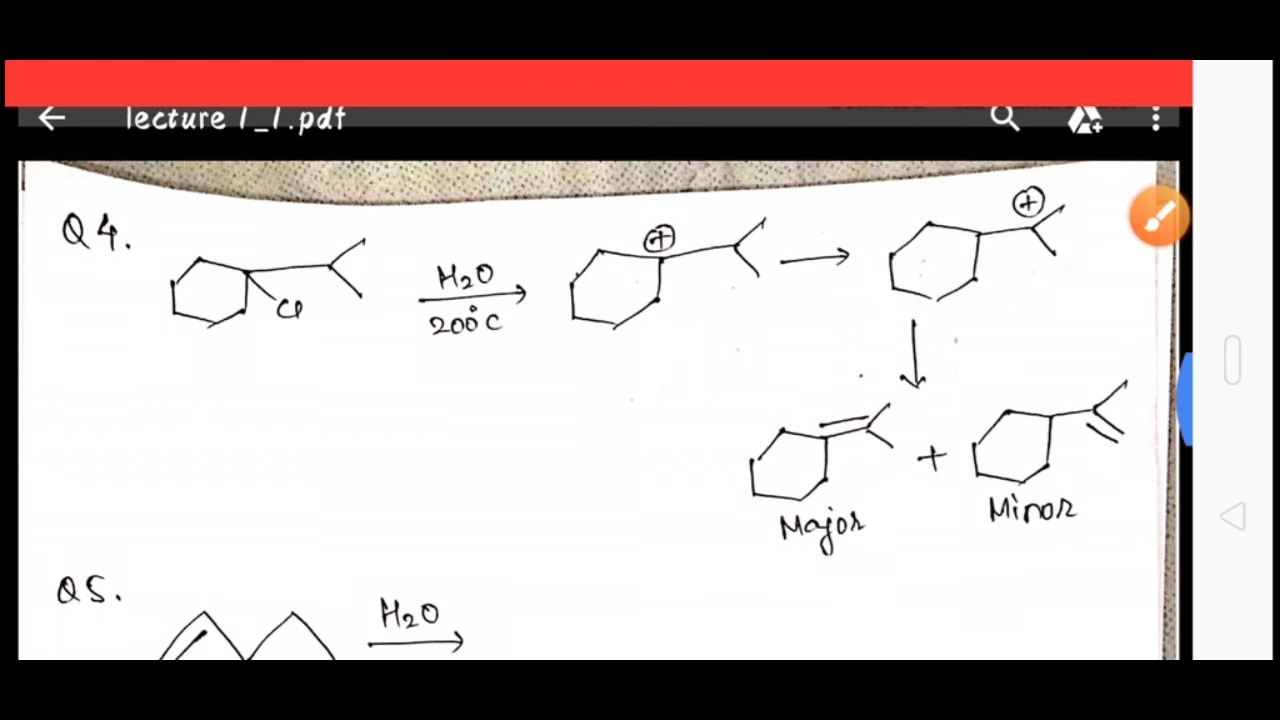 lecture 1_1.pdf
Q4.
Cl
H₂O
200°C
+
+
+
Major
Minor
Q5.
H₂O